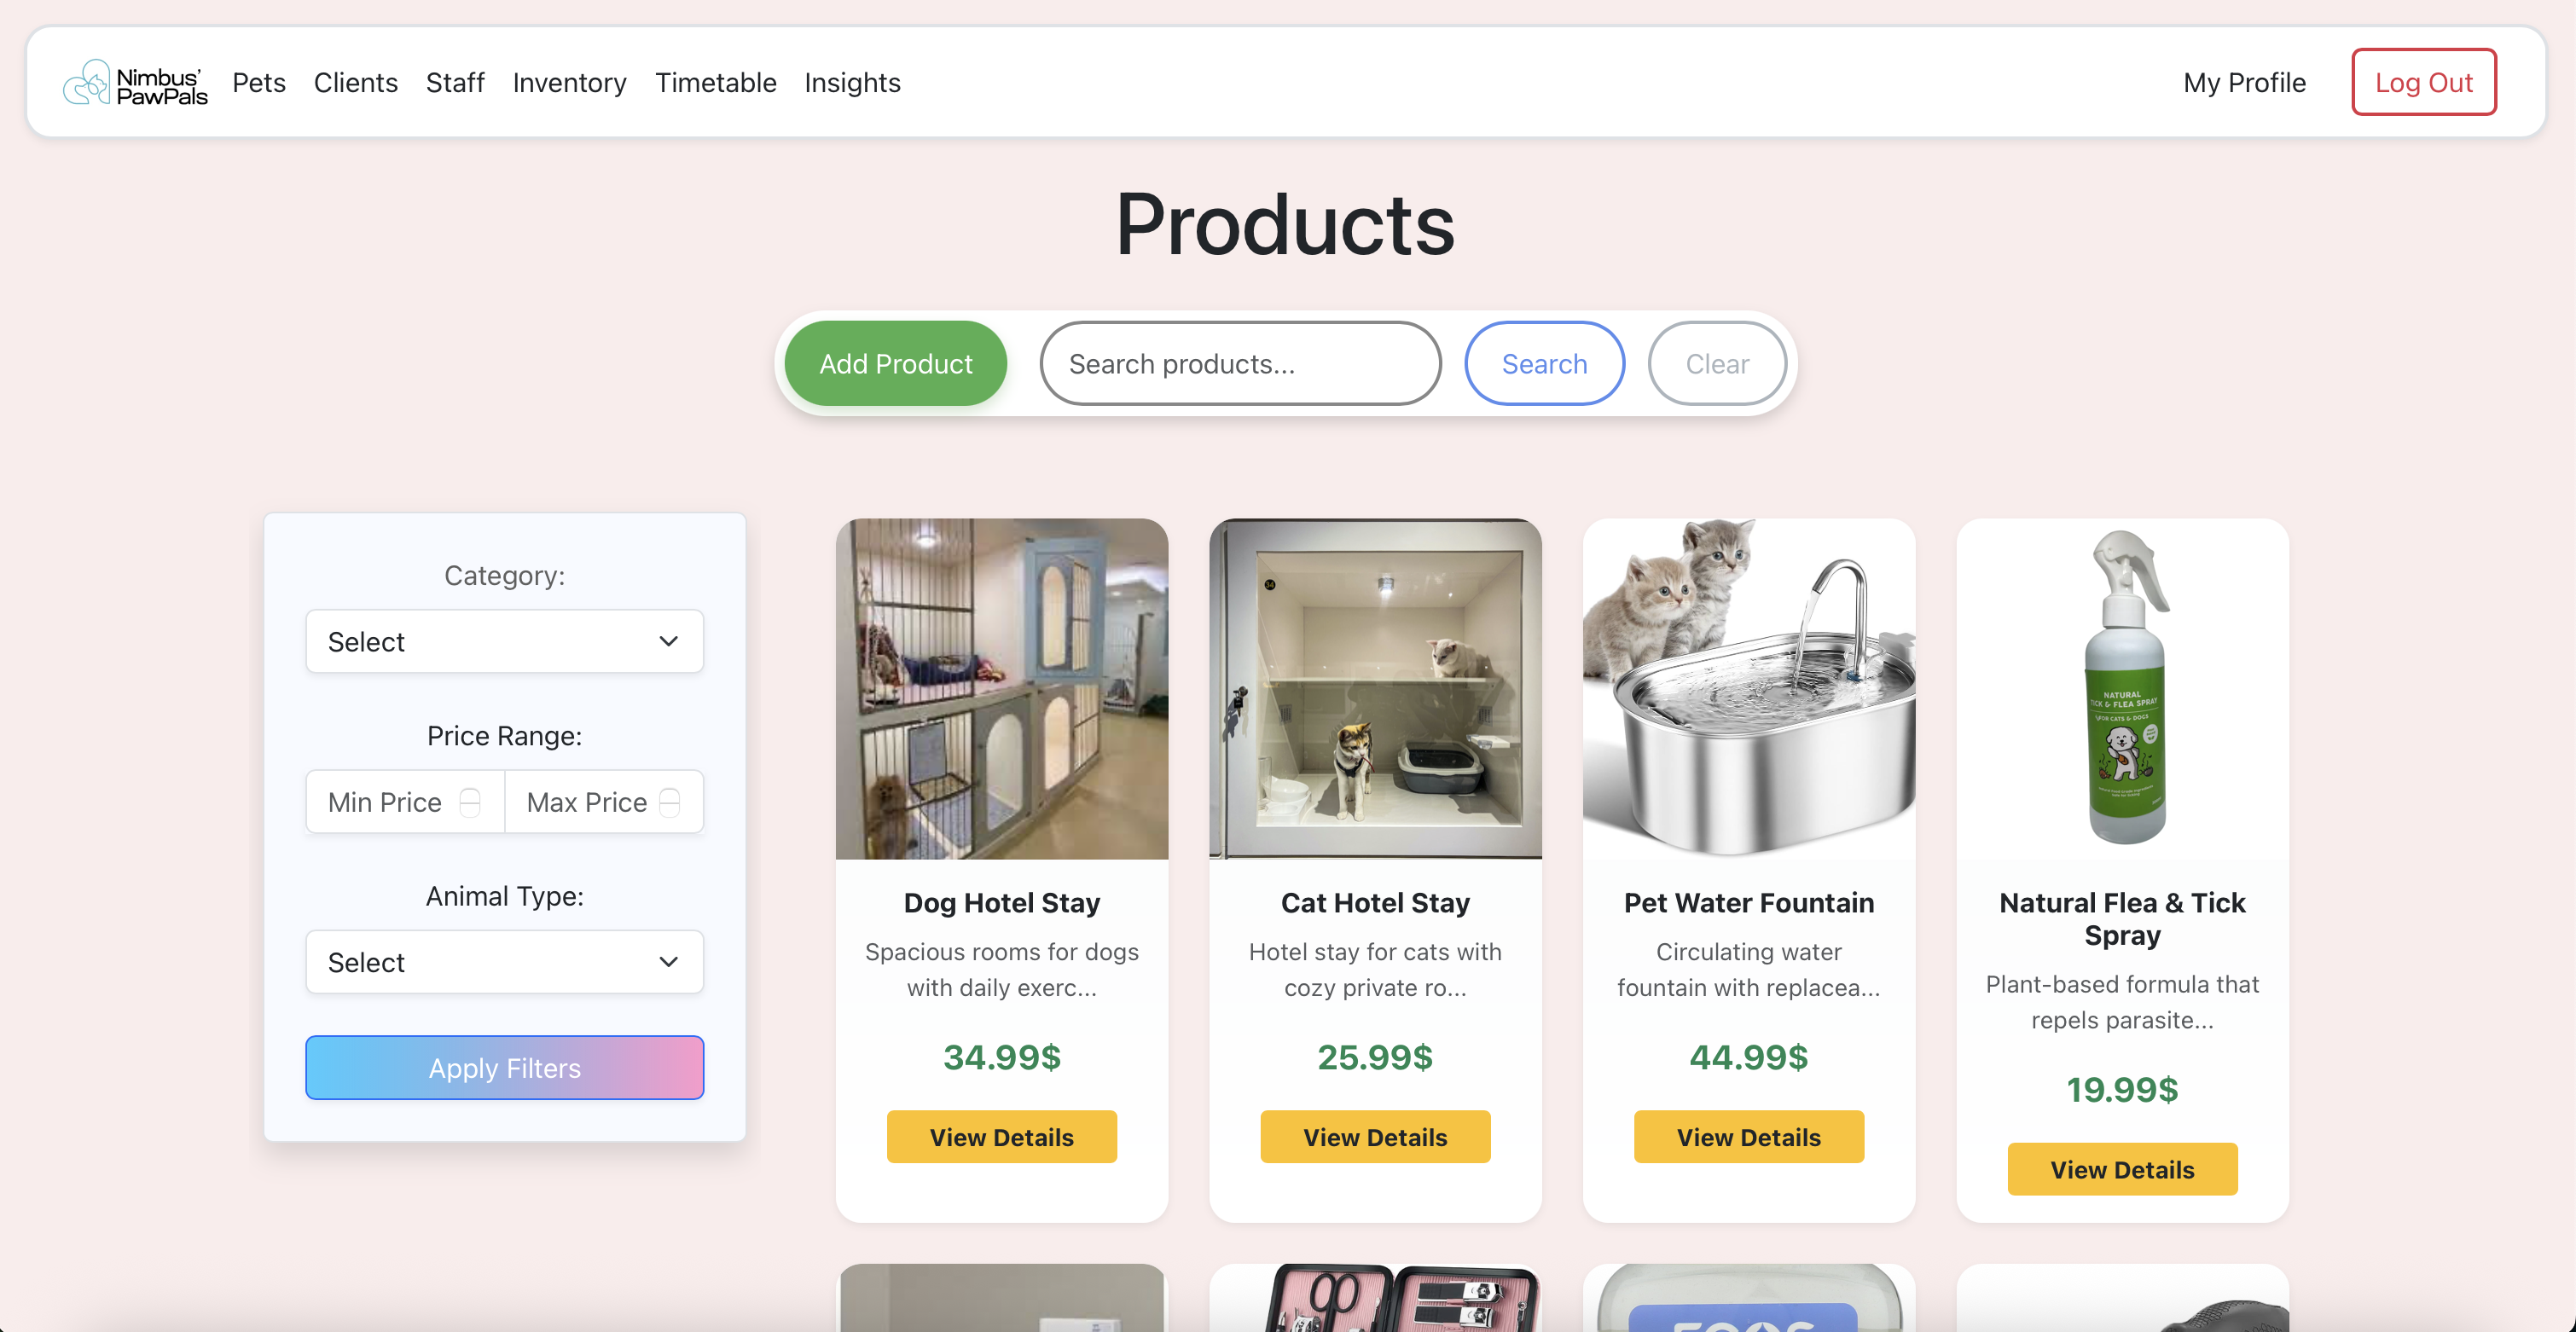 Nimbus'
PawPals
Pets
Clients
Staff
Inventory
Timetable
Insights
My Profile
Log Out
Products
Add Product
Search products...
Search
Clear
Category:
Select
Price Range:
Min Price
Max Price
Animal Type:
Select
Apply Filters
Dog Hotel Stay
Spacious rooms for dogs
with daily exerc...
34.99$
View Details
Cat Hotel Stay
Hotel stay for cats with
cozy private ro...
25.99$
View Details
Pet Water Fountain
Circulating water
fountain with replacea...
44.99$
View Details
NATURAL
TICK & FLEA SPRAY
FOR CATS & DOGS
Natural Flea & Tick
Spray
Plant-based formula that
repels parasite...
19.99$
View Details